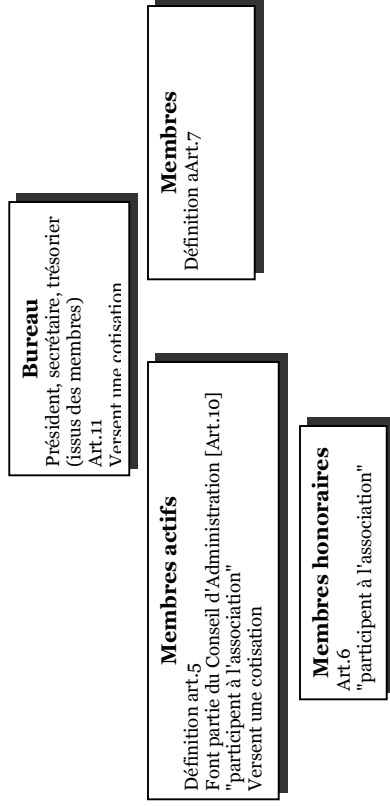 Bureau
Président, secrétaire, trésorier
(issus des membres)
Art.11
Versent une cotisation
Membres actifs
Définition art.5
Font partie du Conseil d'Administration [Art.10]
"participent à l'association"
Versent une cotisation
Membres
Définition aArt.7
Membres honoraires
Art.6
"participent à l'association"